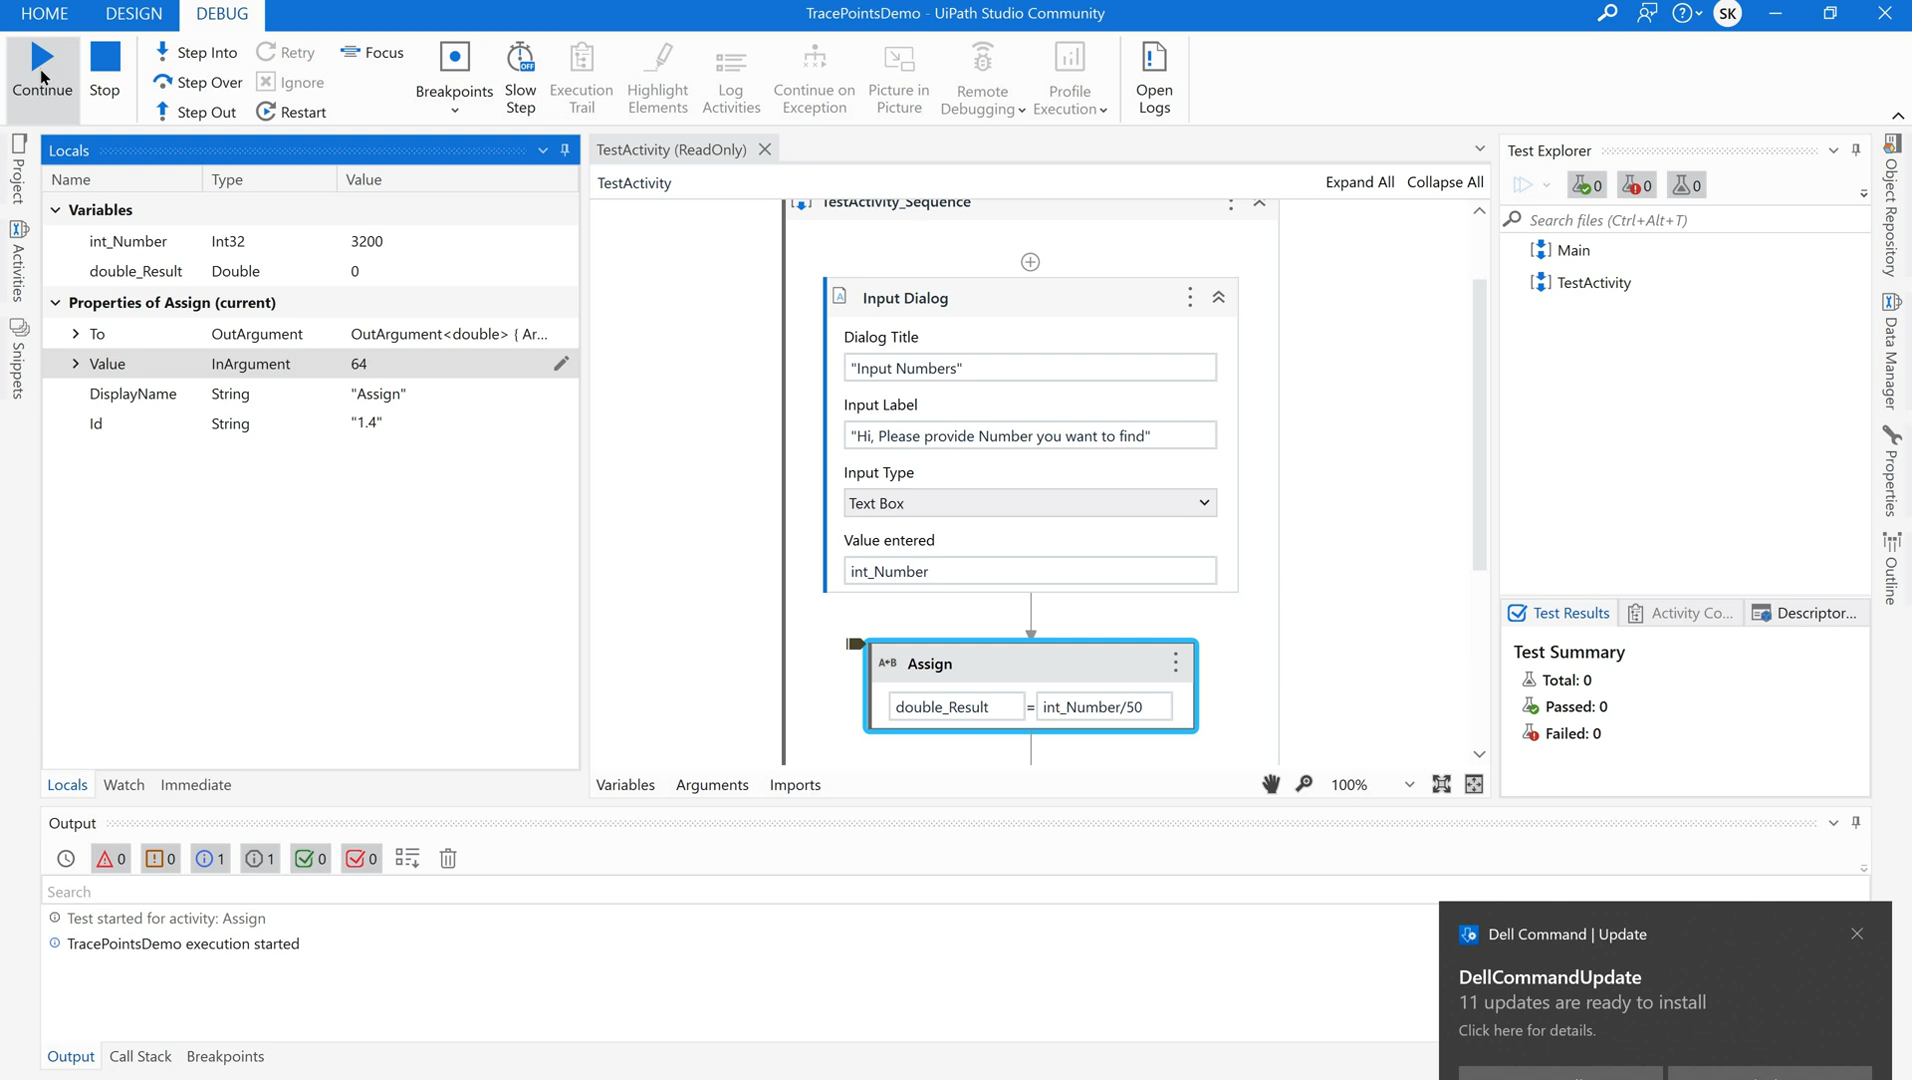 HOME
DESIGN
DEBUG
TracePointsDemo - UiPath Studio Community
SK
Continue
Stop
Step Into
Step Over
Step Out
Retry
Ignore
Restart
Focus
Breakpoints
Slow
Step
OFF
Execution
Trail
Highlight
Elements
Log
Activities
Continue on
Exception
Picture in
Picture
Remote
Debugging
Profile
Execution
Open
Logs
Project
Activities
Snippets
Locals
Name Type Value
Variables
int_Number Int32 3200
double_Result Double 0
Properties of Assign (current)
To OutArgument OutArgument<double> { Ar...
Value InArgument 64
DisplayName String "Assign"
Id String "1.4"
Locals Watch Immediate
TestActivity (ReadOnly)
TestActivity
Expand All Collapse All
TestActivity_Sequence
Input Dialog
Dialog Title
"Input Numbers"
Input Label
"Hi, Please provide Number you want to find"
Input Type
Text Box
Value entered
int_Number
A+B Assign
double_Result = int_Number/50
Variables Arguments Imports
100%
Test Explorer
0 0 0
Search files (Ctrl+Alt+T)
Main
TestActivity
Test Results Activity Co... Descriptor...
Test Summary
Total: 0
Passed: 0
Failed: 0
Object Repository
Data Manager
Properties
Outline
Output
0 0 1 1 0 0
Search
Test started for activity: Assign
TracePointsDemo execution started
Output Call Stack Breakpoints
Dell Command | Update
DellCommandUpdate
11 updates are ready to install
Click here for details.